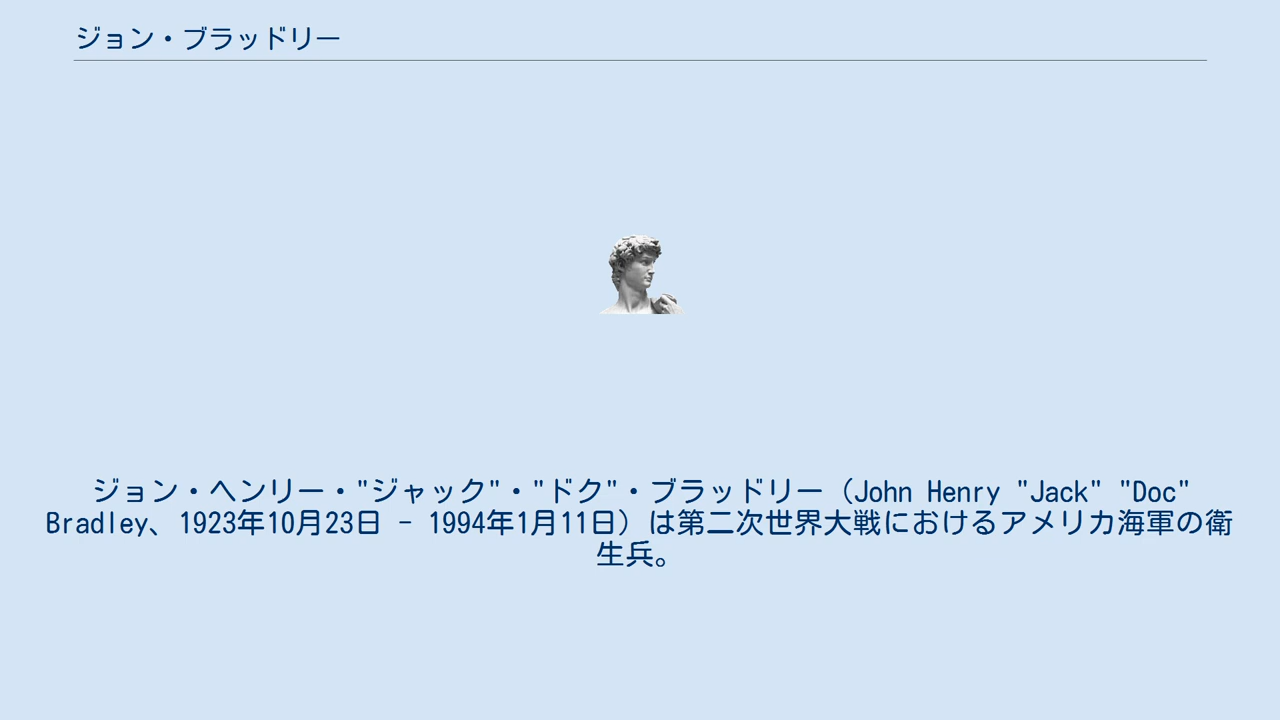 ジョン・ブラッドリー
ジョン・ヘンリー・"ジャック"・"ドク"・ブラッドリー（John Henry "Jack" "Doc"
Bradley、1923年10月23日 - 1994年1月11日）は第二次世界大戦におけるアメリカ海軍の衛
生兵。